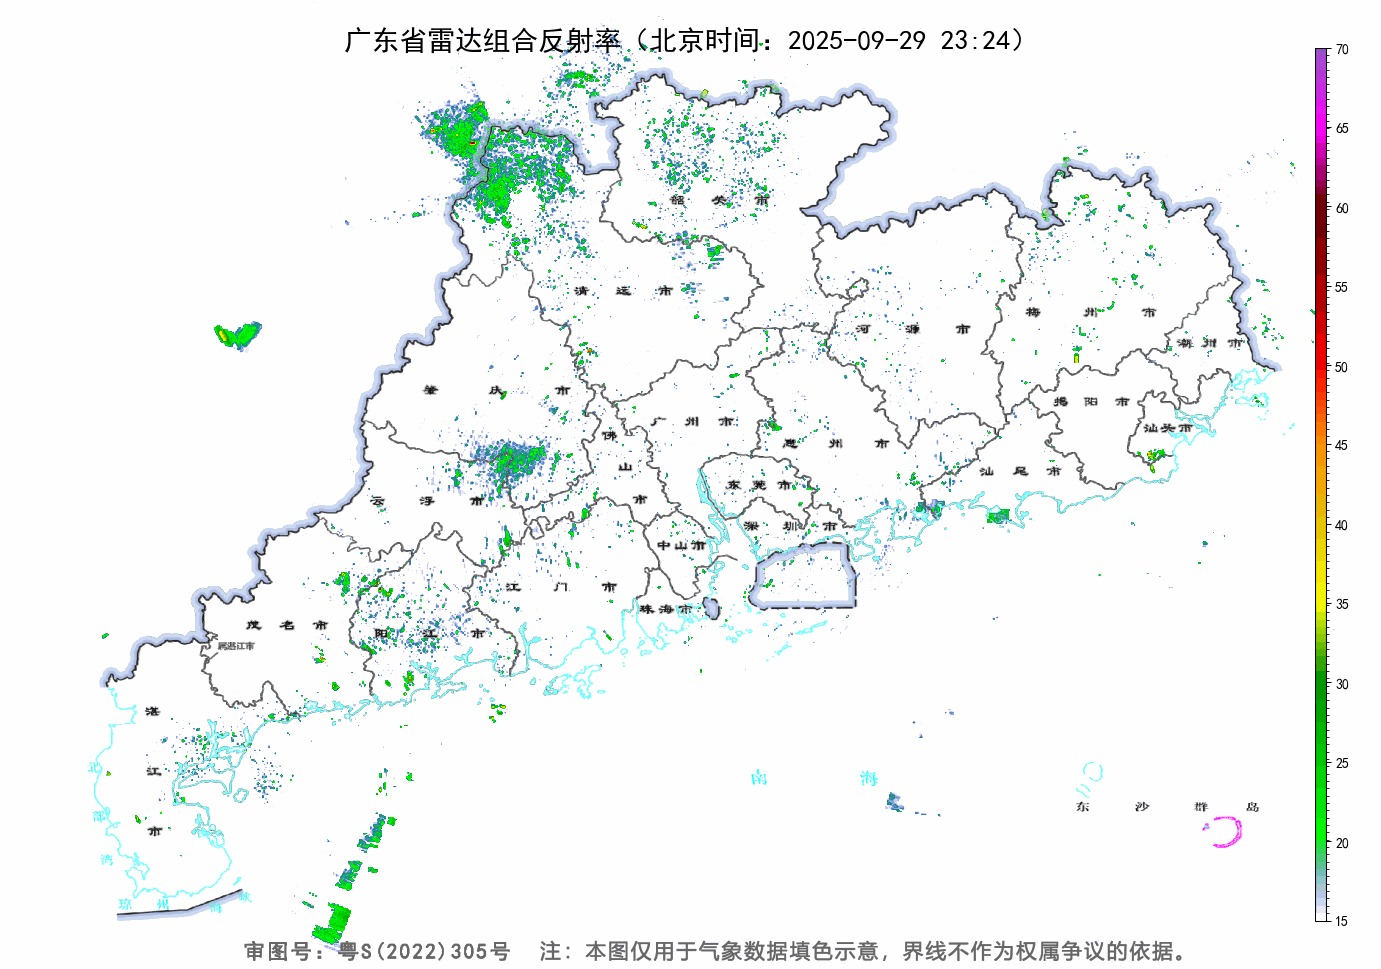 广东省雷达组合反射率（北京时间：2025-09-29 23:24）
70
65
60
55
50
45
40
35
30
25
20
15
韶关市
清远市
河源市
梅州市
潮州市
肇庆市
广州市
惠州市
揭阳市
汕头市
佛山市
云浮市
东莞市
汕尾市
深圳市
中山市
江门市
珠海市
茂名市
阳江市
属湛江市
湛江市
北部湾
琼州海峡
南海
东沙群岛
审图号：粤S(2022)305号 注：本图仅用于气象数据填色示意，界线不作为权属争议的依据。